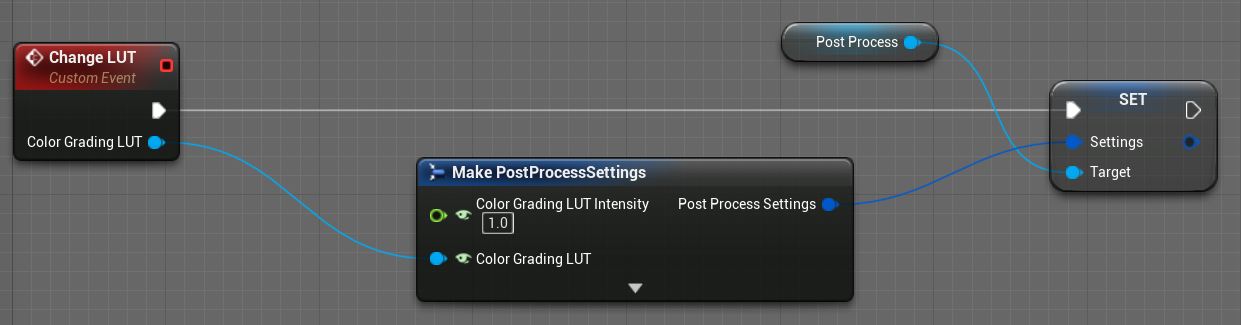 Change LUT
Custom Event
Color Grading LUT
Post Process
SET
Settings
Target
Make PostProcessSettings
Color Grading LUT Intensity
1.0
Post Process Settings
Color Grading LUT